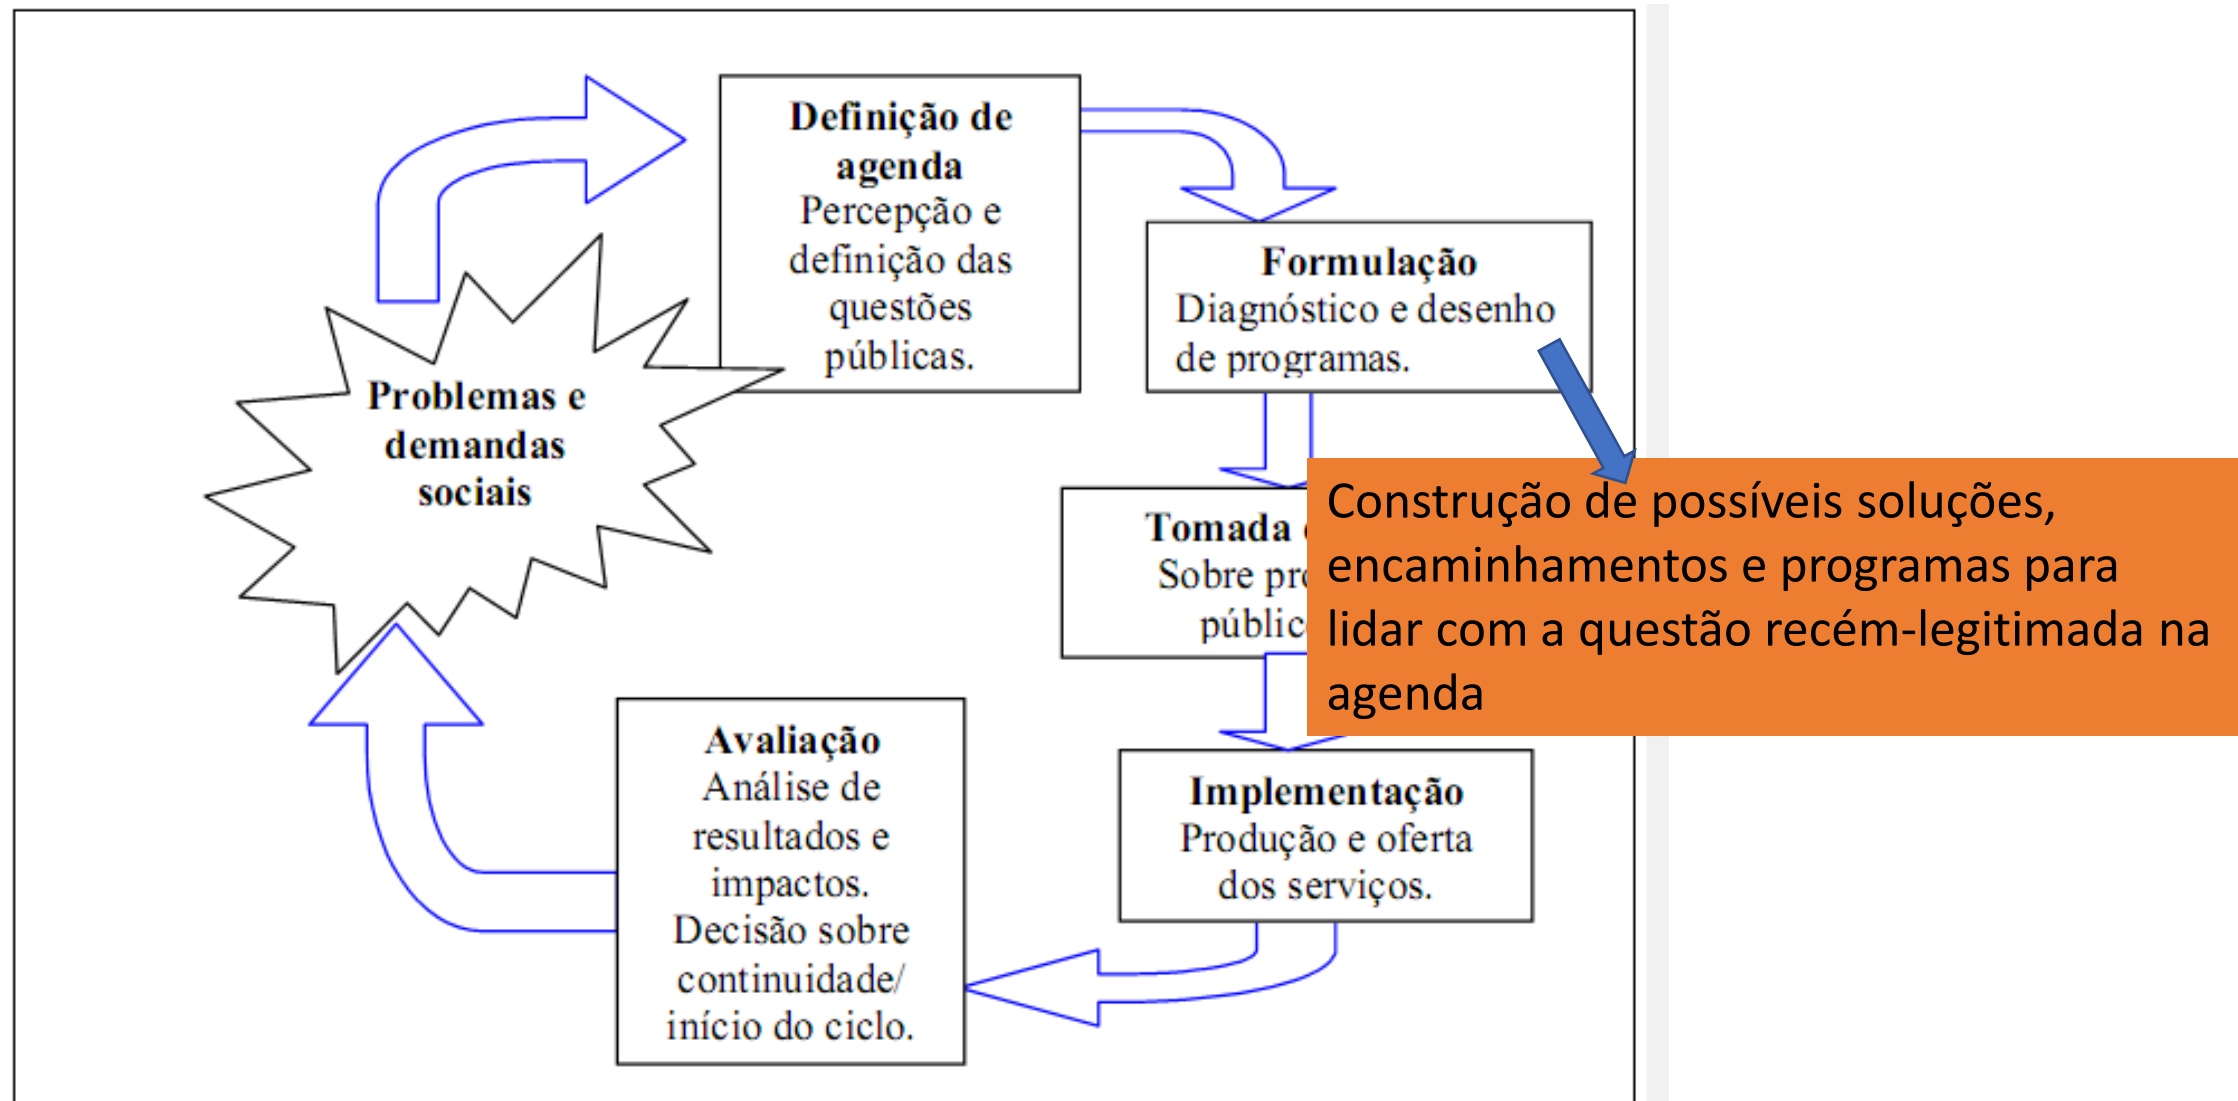 Definição de
agenda
Percepção e
definição das
questões
públicas.
Formulação
Diagnóstico e desenho
de programas.
Problemas e
demandas
sociais
Tomada
Sobre
Construção de possíveis soluções,
encaminhamentos e programas para
lidar com a questão recém-legitimada na
agenda
Avaliação
Análise de
resultados e
impactos.
Decisão sobre
continuidade/
início do ciclo.
Implementação
Produção e oferta
dos serviços.